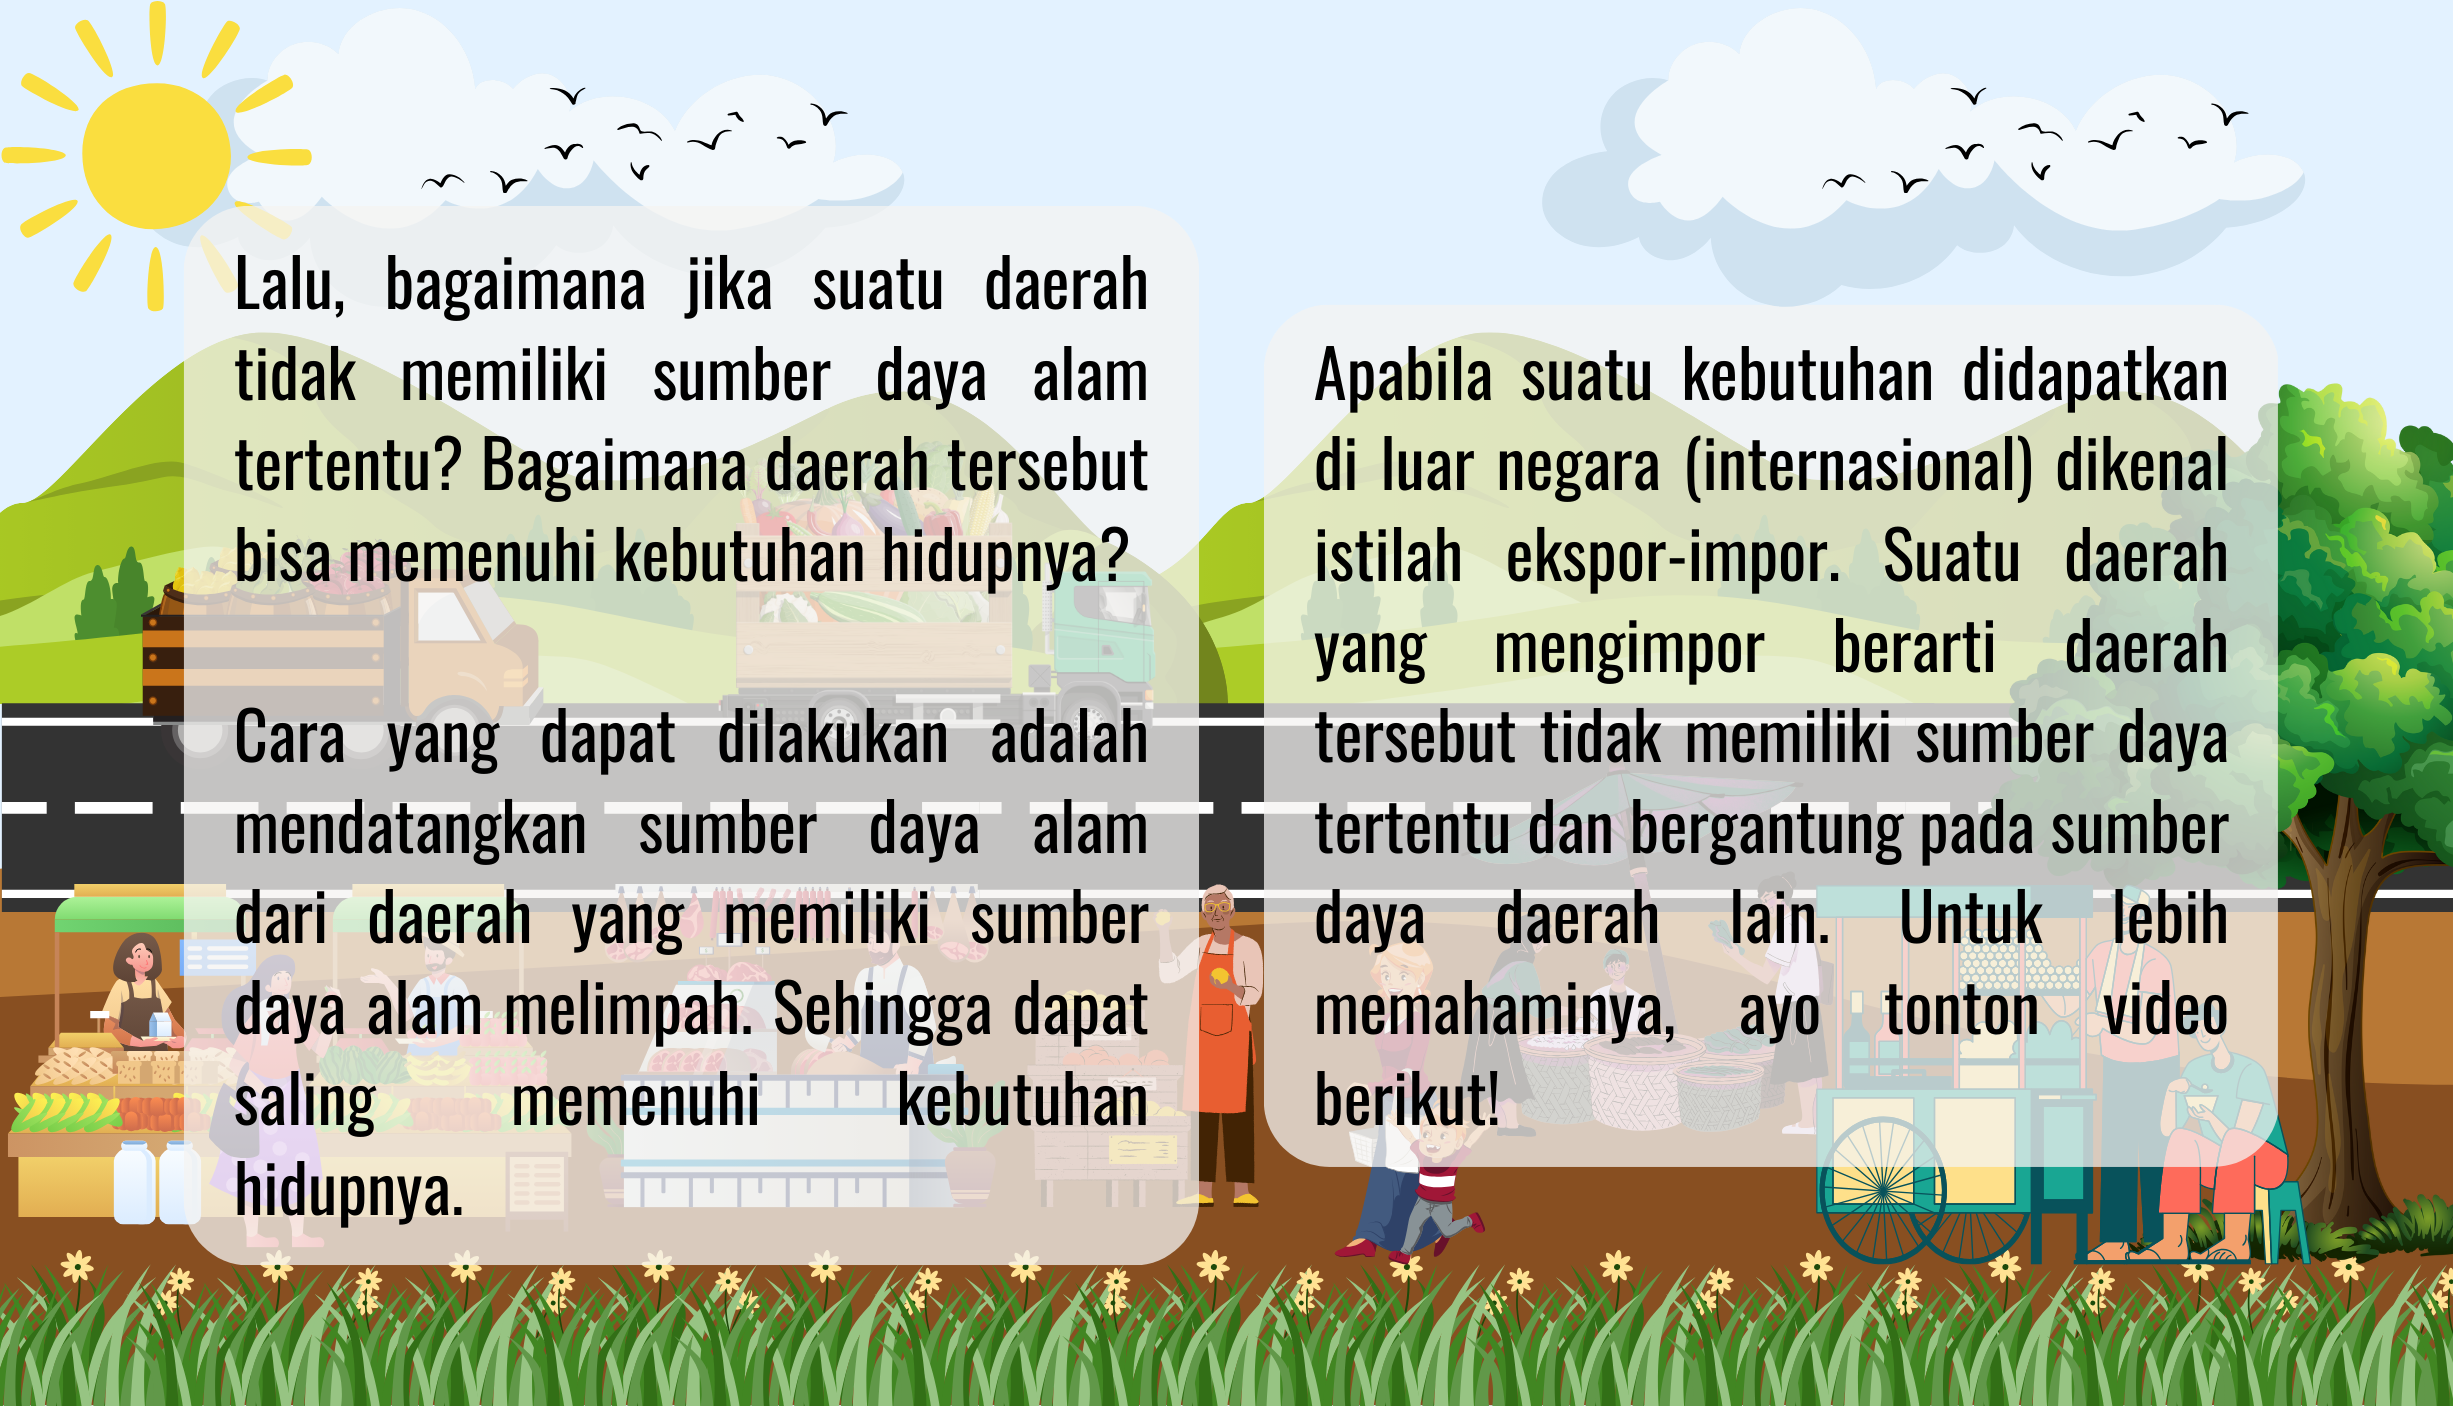 Lalu, bagaimana jika suatu daerah
tidak memiliki sumber daya alam
tertentu? Bagaimana daerah tersebut
bisa memenuhi kebutuhan hidupnya?
Cara yang dapat dilakukan adalah
mendatangkan sumber daya alam
dari daerah yang memiliki sumber
daya alam melimpah. Sehingga dapat
saling memenuhi kebutuhan
hidupnya.
Apabila suatu kebutuhan didapatkan
di luar negara (internasional) dikenal
istilah ekspor-impor. Suatu daerah
yang mengimpor berarti daerah
tersebut tidak memiliki sumber daya
tertentu dan bergantung pada sumber
daya daerah lain. Untuk lebih
memahaminya, ayo tonton video
berikut!